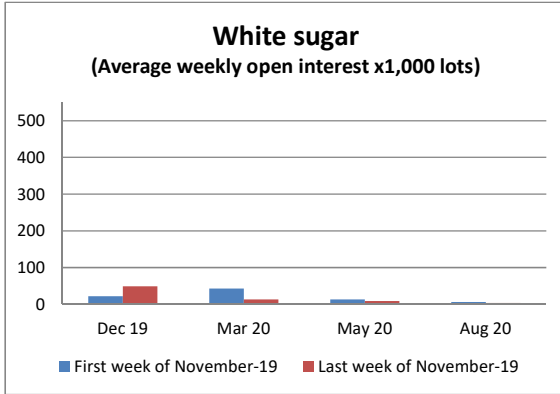 White sugar
(Average weekly open interest x1,000 lots)
500
400
300
200
100
0
Dec 19 Mar 20 May 20 Aug 20
First week of November-19 Last week of November-19